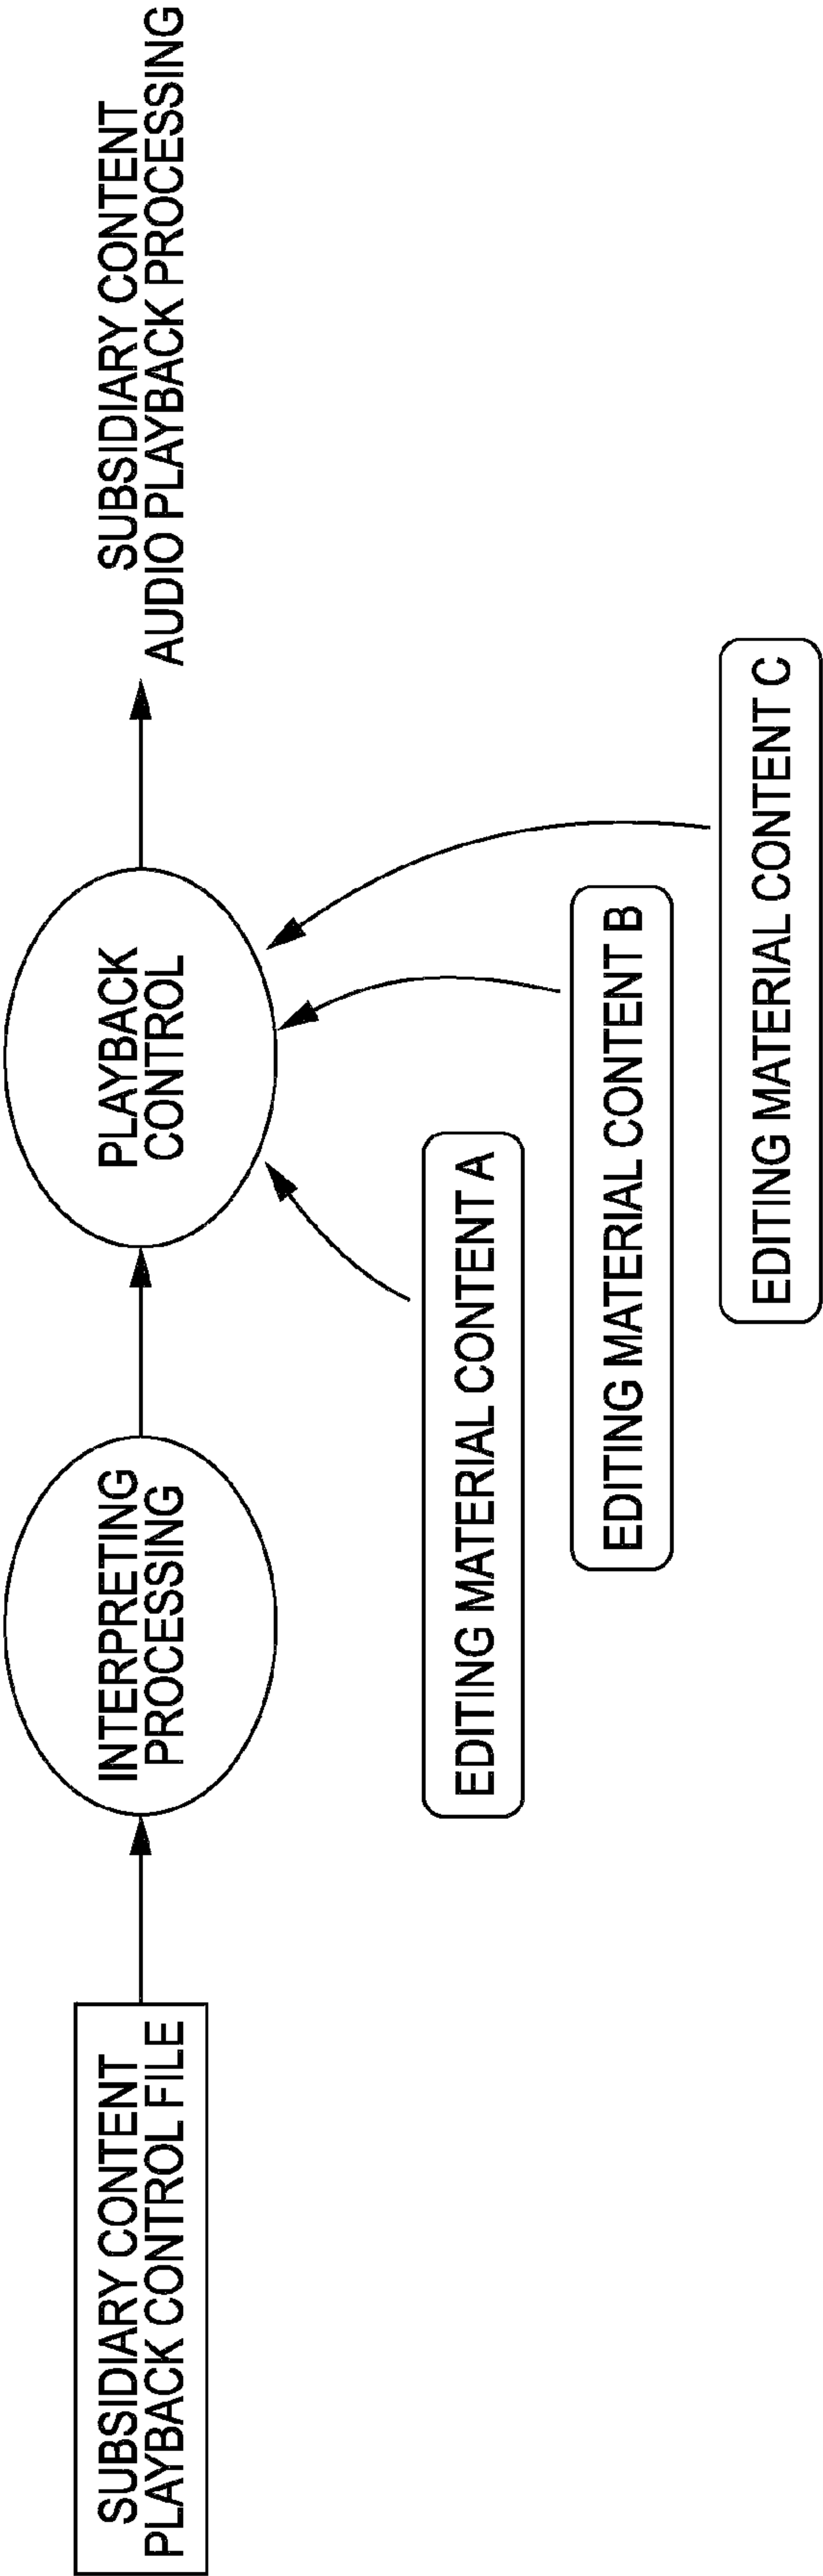 SUBSIDIARY CONTENT
PLAYBACK CONTROL FILE
INTERPRETING
PROCESSING
PLAYBACK
CONTROL
SUBSIDIARY CONTENT
AUDIO PLAYBACK PROCESSING
EDITING MATERIAL CONTENT A
EDITING MATERIAL CONTENT B
EDITING MATERIAL CONTENT C